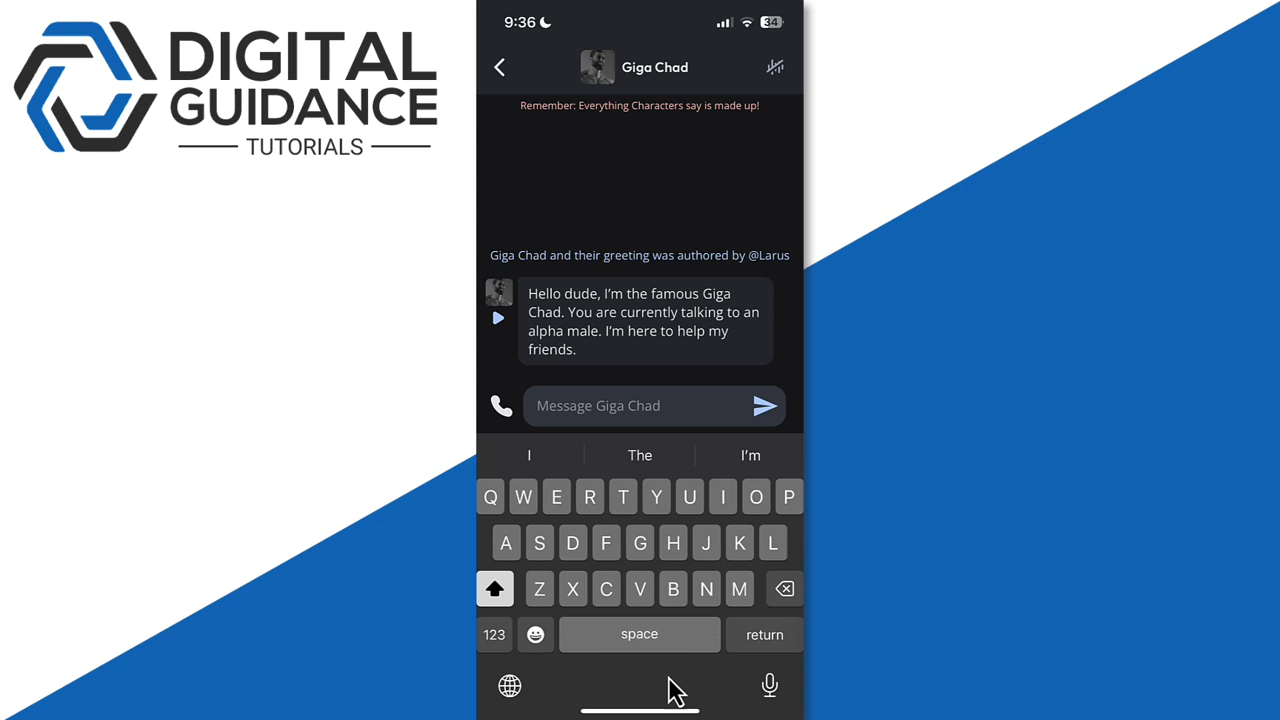 DIGITAL
GUIDANCE
TUTORIALS
9:36
34
Giga Chad
Remember: Everything Characters say is made up!
Giga Chad and their greeting was authored by @Larus
Hello dude, I'm the famous Giga
Chad. You are currently talking to an
alpha male. I'm here to help my
friends.
Message Giga Chad
I The I'm
Q W E R T Y U I O P
A S D F G H J K L
Z X C V B N M
123 space return